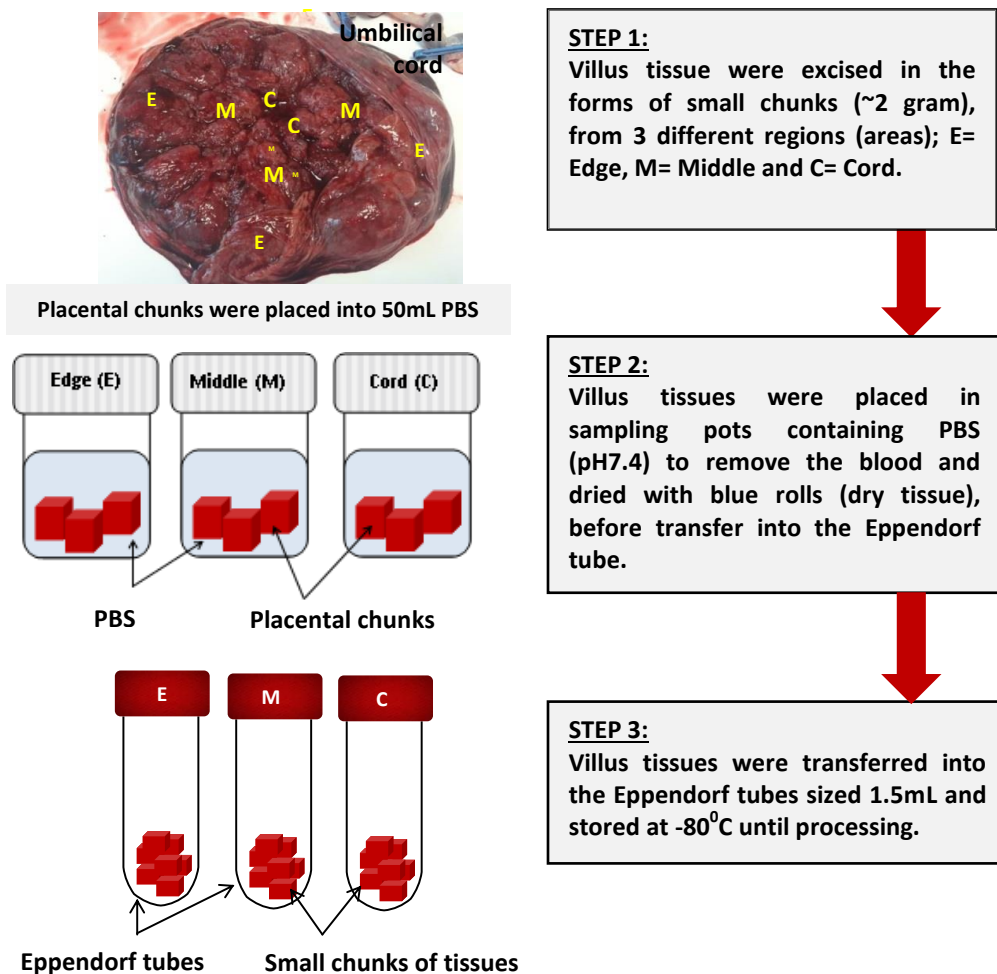 Umbilical
cord
E
M
C
M
C
E
M
M
M
E
Placental chunks were placed into 50mL PBS
Edge (E)
Middle (M)
Cord (C)
PBS
Placental chunks
E
M
C
Eppendorf tubes
Small chunks of tissues
STEP 1:
Villus tissue were excised in the
forms of small chunks (~2 gram),
from 3 different regions (areas); E=
Edge, M= Middle and C= Cord.
STEP 2:
Villus tissues were placed in
sampling pots containing PBS
(pH7.4) to remove the blood and
dried with blue rolls (dry tissue),
before transfer into the Eppendorf
tube.
STEP 3:
Villus tissues were transferred into
the Eppendorf tubes sized 1.5mL and
stored at -80⁰C until processing.